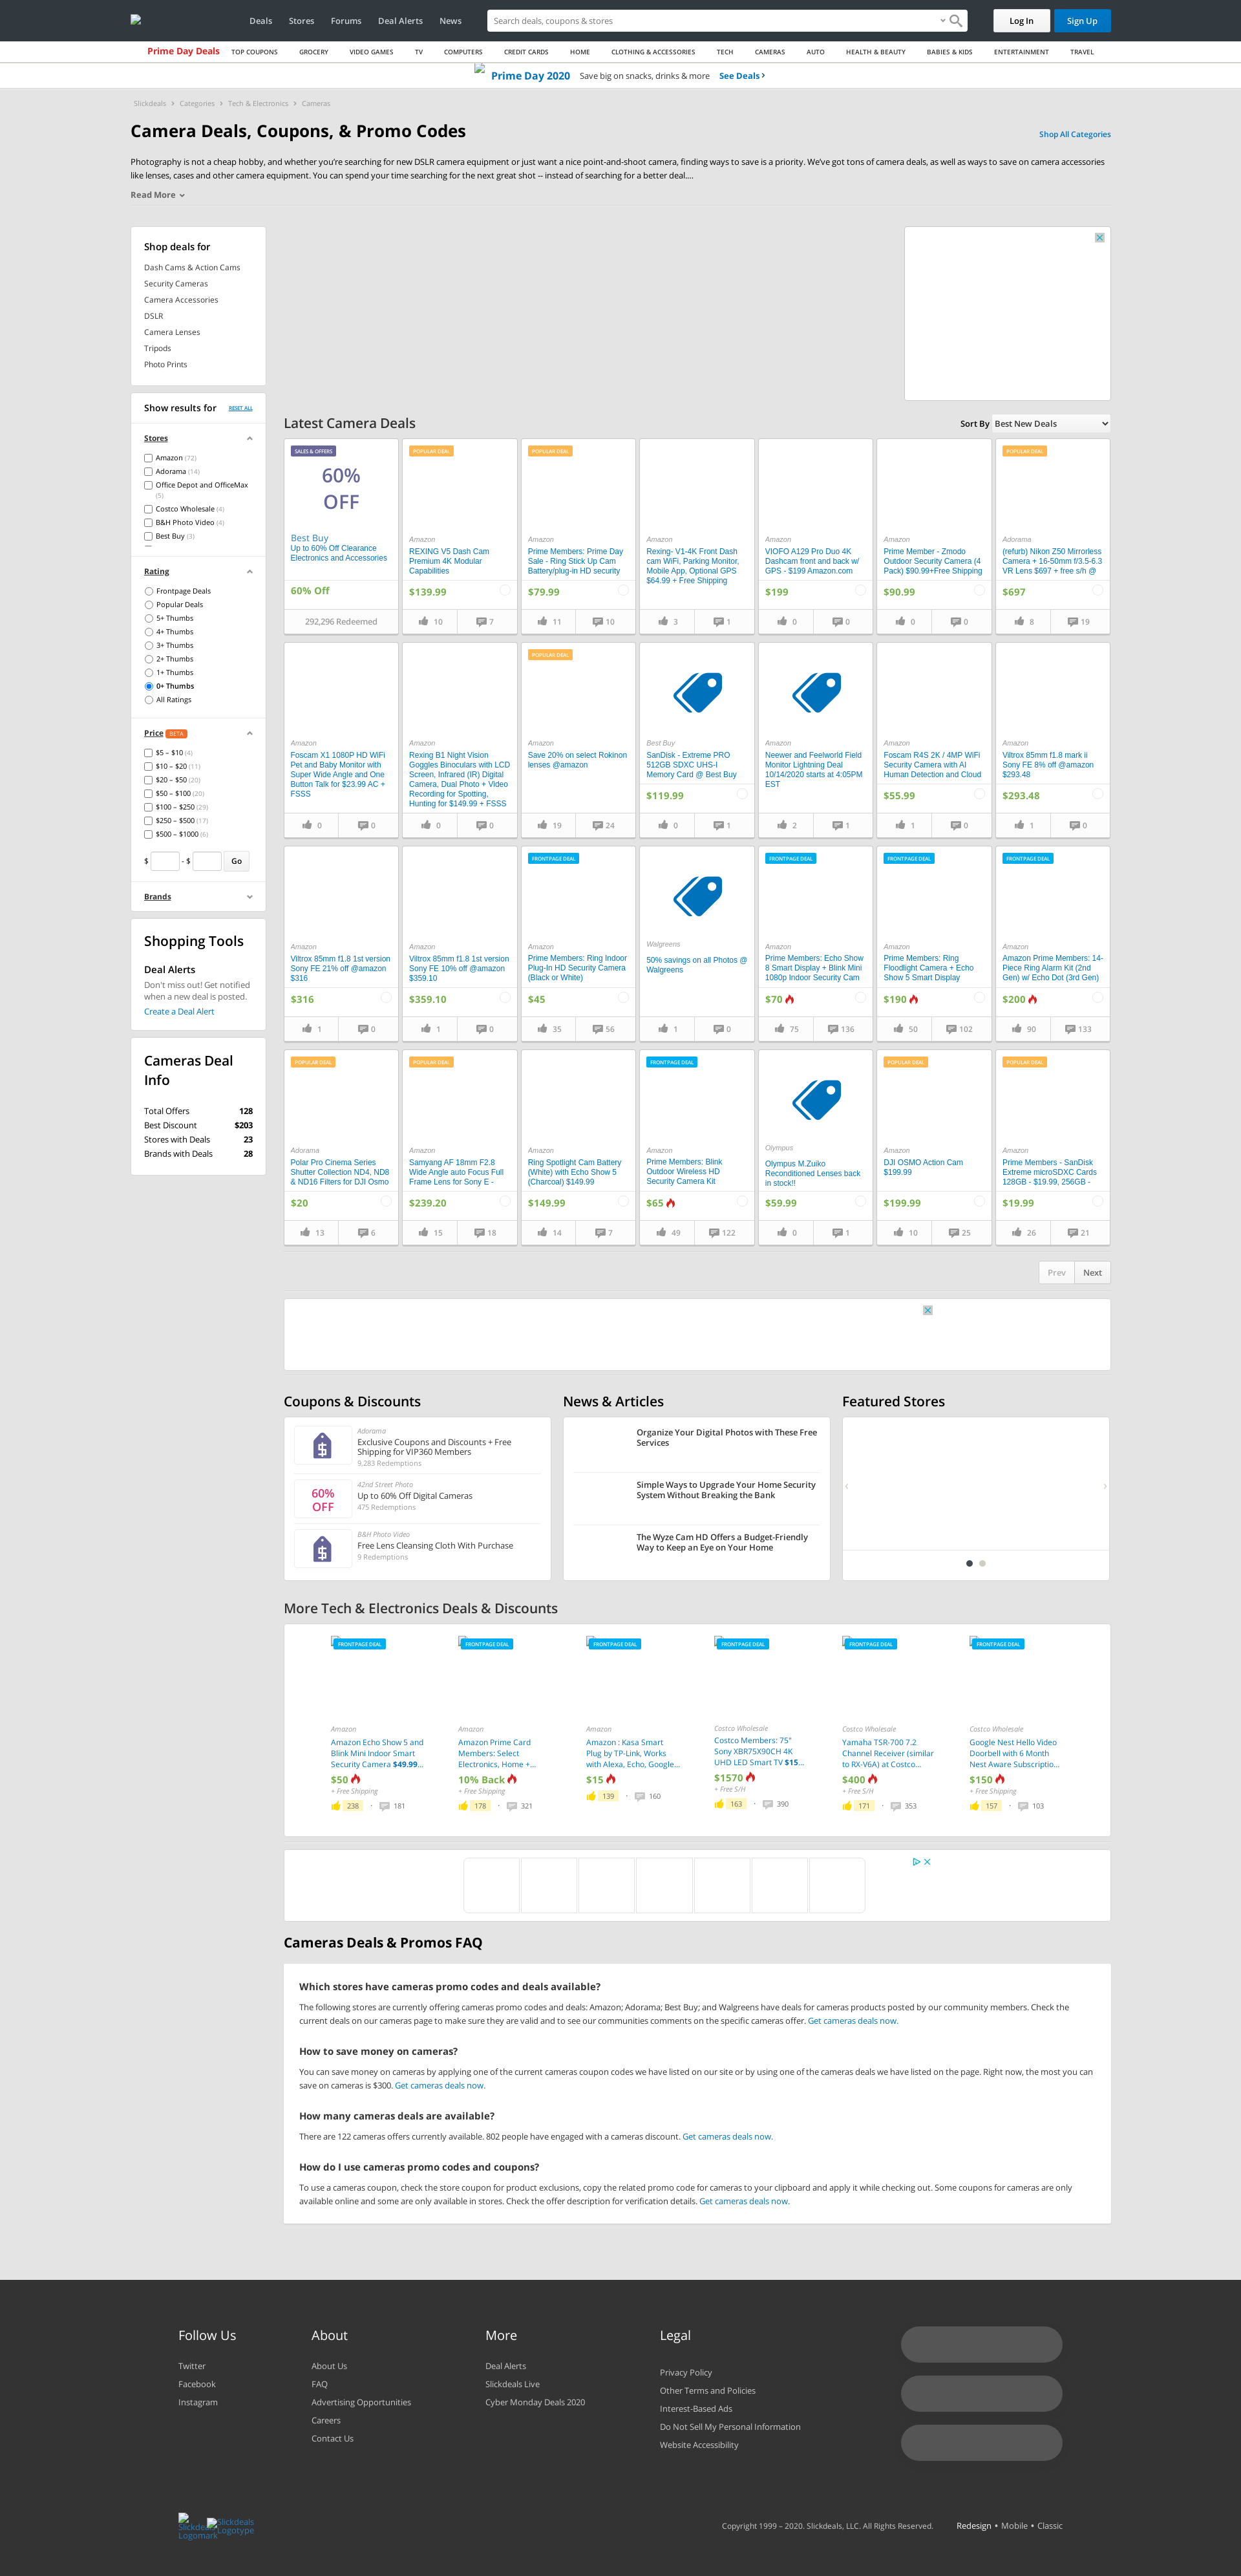 Deals Stores Forums Deal Alerts News
Search deals, coupons & stores
Log In Sign Up
Prime Day Deals TOP COUPONS GROCERY VIDEO GAMES TV COMPUTERS CREDIT CARDS HOME CLOTHING & ACCESSORIES TECH CAMERAS AUTO HEALTH & BEAUTY BABIES & KIDS ENTERTAINMENT TRAVEL
Prime Day 2020 Save big on snacks, drinks & more See Deals ›
Slickdeals › Categories › Tech & Electronics › Cameras
Camera Deals, Coupons, & Promo Codes
Shop All Categories
Photography is not a cheap hobby, and whether you're searching for new DSLR camera equipment or just want a nice point-and-shoot camera, finding ways to save is a priority. We've got tons of camera deals, as well as ways to save on camera accessories
like lenses, cases and other camera equipment. You can spend your time searching for the next great shot -- instead of searching for a better deal....
Read More
Shop deals for
Dash Cams & Action Cams
Security Cameras
Camera Accessories
DSLR
Camera Lenses
Tripods
Photo Prints
Show results for RESET ALL
Stores
Amazon (72)
Adorama (14)
Office Depot and OfficeMax
(5)
Costco Wholesale (4)
B&H Photo Video (4)
Best Buy (3)
Rating
Frontpage Deals
Popular Deals
5+ Thumbs
4+ Thumbs
3+ Thumbs
2+ Thumbs
1+ Thumbs
0+ Thumbs
All Ratings
Price BETA
$5 – $10 (4)
$10 – $20 (11)
$20 – $50 (20)
$50 – $100 (20)
$100 – $250 (29)
$250 – $500 (17)
$500 – $1000 (6)
$ - $ Go
Brands
Shopping Tools
Deal Alerts
Don't miss out! Get notified
when a new deal is posted.
Create a Deal Alert
Cameras Deal
Info
Total Offers 128
Best Discount $203
Stores with Deals 23
Brands with Deals 28
Latest Camera Deals
Sort By Best New Deals
SALES & OFFERS
60%
OFF
Best Buy
Up to 60% Off Clearance
Electronics and Accessories
60% Off
292,296 Redeemed
POPULAR DEAL
Amazon
REXING V5 Dash Cam
Premium 4K Modular
Capabilities
$139.99
10 7
POPULAR DEAL
Amazon
Prime Members: Prime Day
Sale - Ring Stick Up Cam
Battery/plug-in HD security
$79.99
11 10
Amazon
Rexing- V1-4K Front Dash
cam WiFi, Parking Monitor,
Mobile App, Optional GPS
$64.99 + Free Shipping
3 1
Amazon
VIOFO A129 Pro Duo 4K
Dashcam front and back w/
GPS - $199 Amazon.com
$199
0 0
Amazon
Prime Member - Zmodo
Outdoor Security Camera (4
Pack) $90.99+Free Shipping
$90.99
0 0
POPULAR DEAL
Adorama
(refurb) Nikon Z50 Mirrorless
Camera + 16-50mm f/3.5-6.3
VR Lens $697 + free s/h @
$697
8 19
Amazon
Foscam X1 1080P HD WiFi
Pet and Baby Monitor with
Super Wide Angle and One
Button Talk for $23.99 AC +
FSSS
0 0
Amazon
Rexing B1 Night Vision
Goggles Binoculars with LCD
Screen, Infrared (IR) Digital
Camera, Dual Photo + Video
Recording for Spotting,
Hunting for $149.99 + FSSS
0 0
POPULAR DEAL
Amazon
Save 20% on select Rokinon
lenses @amazon
19 24
Best Buy
SanDisk - Extreme PRO
512GB SDXC UHS-I
Memory Card @ Best Buy
$119.99
0 1
Amazon
Neewer and Feelworld Field
Monitor Lightning Deal
10/14/2020 starts at 4:05PM
EST
2 1
Amazon
Foscam R4S 2K / 4MP WiFi
Security Camera with AI
Human Detection and Cloud
$55.99
1 0
Amazon
Viltrox 85mm f1.8 mark ii
Sony FE 8% off @amazon
$293.48
$293.48
1 0
Amazon
Viltrox 85mm f1.8 1st version
Sony FE 21% off @amazon
$316
$316
1 0
Amazon
Viltrox 85mm f1.8 1st version
Sony FE 10% off @amazon
$359.10
$359.10
1 0
FRONTPAGE DEAL
Amazon
Prime Members: Ring Indoor
Plug-In HD Security Camera
(Black or White)
$45
35 56
Walgreens
50% savings on all Photos @
Walgreens
1 0
FRONTPAGE DEAL
Amazon
Prime Members: Echo Show
8 Smart Display + Blink Mini
1080p Indoor Security Cam
$70
75 136
FRONTPAGE DEAL
Amazon
Prime Members: Ring
Floodlight Camera + Echo
Show 5 Smart Display
$190
50 102
FRONTPAGE DEAL
Amazon
Amazon Prime Members: 14-
Piece Ring Alarm Kit (2nd
Gen) w/ Echo Dot (3rd Gen)
$200
90 133
POPULAR DEAL
Adorama
Polar Pro Cinema Series
Shutter Collection ND4, ND8
& ND16 Filters for DJI Osmo
$20
13 6
POPULAR DEAL
Amazon
Samyang AF 18mm F2.8
Wide Angle auto Focus Full
Frame Lens for Sony E -
$239.20
15 18
Amazon
Ring Spotlight Cam Battery
(White) with Echo Show 5
(Charcoal) $149.99
$149.99
14 7
FRONTPAGE DEAL
Amazon
Prime Members: Blink
Outdoor Wireless HD
Security Camera Kit
$65
49 122
Olympus
Olympus M.Zuiko
Reconditioned Lenses back
in stock!!
$59.99
0 1
POPULAR DEAL
Amazon
DJI OSMO Action Cam
$199.99
$199.99
10 25
POPULAR DEAL
Amazon
Prime Members - SanDisk
Extreme microSDXC Cards
128GB - $19.99, 256GB -
$19.99
26 21
Prev Next
Coupons & Discounts
Adorama
Exclusive Coupons and Discounts + Free
Shipping for VIP360 Members
9,283 Redemptions
60%
OFF
42nd Street Photo
Up to 60% Off Digital Cameras
475 Redemptions
B&H Photo Video
Free Lens Cleansing Cloth With Purchase
9 Redemptions
News & Articles
Organize Your Digital Photos with These Free
Services
Simple Ways to Upgrade Your Home Security
System Without Breaking the Bank
The Wyze Cam HD Offers a Budget-Friendly
Way to Keep an Eye on Your Home
Featured Stores
More Tech & Electronics Deals & Discounts
FRONTPAGE DEAL
Amazon
Amazon Echo Show 5 and
Blink Mini Indoor Smart
Security Camera $49.99...
$50
+ Free Shipping
238 · 181
FRONTPAGE DEAL
Amazon
Amazon Prime Card
Members: Select
Electronics, Home +...
10% Back
+ Free Shipping
178 · 321
FRONTPAGE DEAL
Amazon
Amazon : Kasa Smart
Plug by TP-Link, Works
with Alexa, Echo, Google...
$15
139 · 160
FRONTPAGE DEAL
Costco Wholesale
Costco Members: 75"
Sony XBR75X90CH 4K
UHD LED Smart TV $15...
$1570
+ Free S/H
163 · 390
FRONTPAGE DEAL
Costco Wholesale
Yamaha TSR-700 7.2
Channel Receiver (similar
to RX-V6A) at Costco...
$400
+ Free S/H
171 · 353
FRONTPAGE DEAL
Costco Wholesale
Google Nest Hello Video
Doorbell with 6 Month
Nest Aware Subscriptio...
$150
+ Free Shipping
157 · 103
Cameras Deals & Promos FAQ
Which stores have cameras promo codes and deals available?
The following stores are currently offering cameras promo codes and deals: Amazon; Adorama; Best Buy; and Walgreens have deals for cameras products posted by our community members. Check the
current deals on our cameras page to make sure they are valid and to see our communities comments on the specific cameras offer. Get cameras deals now.
How to save money on cameras?
You can save money on cameras by applying one of the current cameras coupon codes we have listed on our site or by using one of the cameras deals we have listed on the page. Right now, the most you can
save on cameras is $300. Get cameras deals now.
How many cameras deals are available?
There are 122 cameras offers currently available. 802 people have engaged with a cameras discount. Get cameras deals now.
How do I use cameras promo codes and coupons?
To use a cameras coupon, check the store coupon for product exclusions, copy the related promo code for cameras to your clipboard and apply it while checking out. Some coupons for cameras are only
available online and some are only available in stores. Check the offer description for verification details. Get cameras deals now.
Follow Us
Twitter
Facebook
Instagram
About
About Us
FAQ
Advertising Opportunities
Careers
Contact Us
More
Deal Alerts
Slickdeals Live
Cyber Monday Deals 2020
Legal
Privacy Policy
Other Terms and Policies
Interest-Based Ads
Do Not Sell My Personal Information
Website Accessibility
Slickdeals
Logomark
Slickdeals
Logotype
Copyright 1999 – 2020. Slickdeals, LLC. All Rights Reserved. Redesign • Mobile • Classic